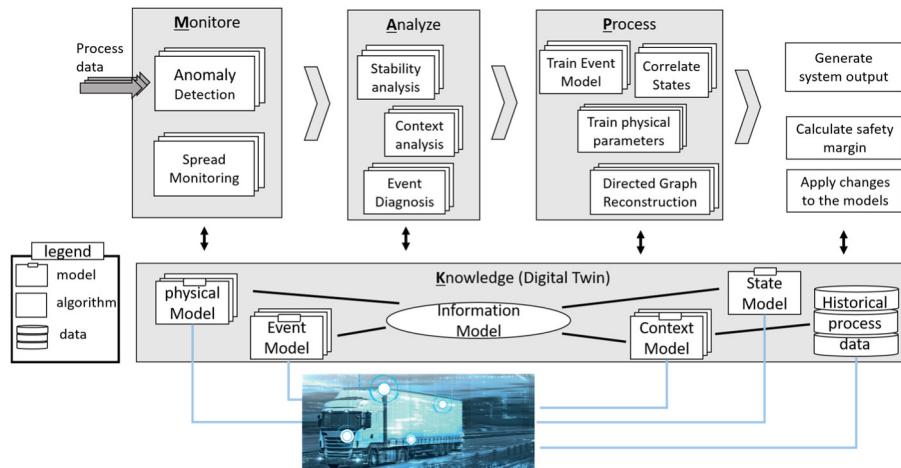 Monitore
Analyze
Process
Process
data
Anomaly
Detection
Spread
Monitoring
Stability
analysis
Context
analysis
Event
Diagnosis
Train Event
Model
Correlate
States
Train physical
parameters
Directed Graph
Reconstruction
Generate
system output
Calculate safety
margin
Apply changes
to the models
legend
model
algorithm
data
Knowledge (Digital Twin)
physical
Model
Event
Model
Information
Model
Context
Model
State
Model
Historical
process
data